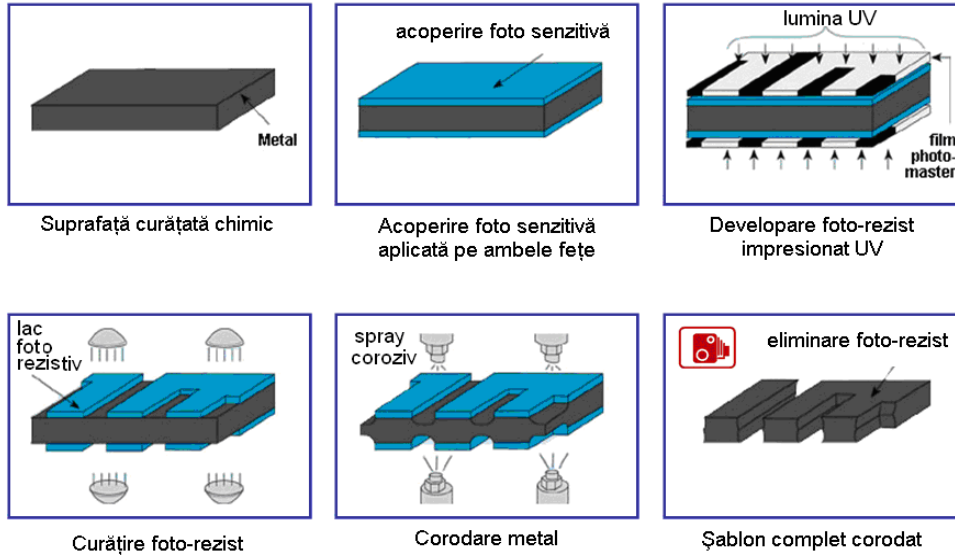 Metal
Suprafață curățată chimic
acoperire foto senzitivă
Acoperire foto senzitivă
aplicată pe ambele fețe
lumina UV
film
photo-
master
Developare foto-rezist
impresionat UV
lac
foto
rezistiv
Curățire foto-rezist
spray
coroziv
Corodare metal
eliminare foto-rezist
Şablon complet corodat